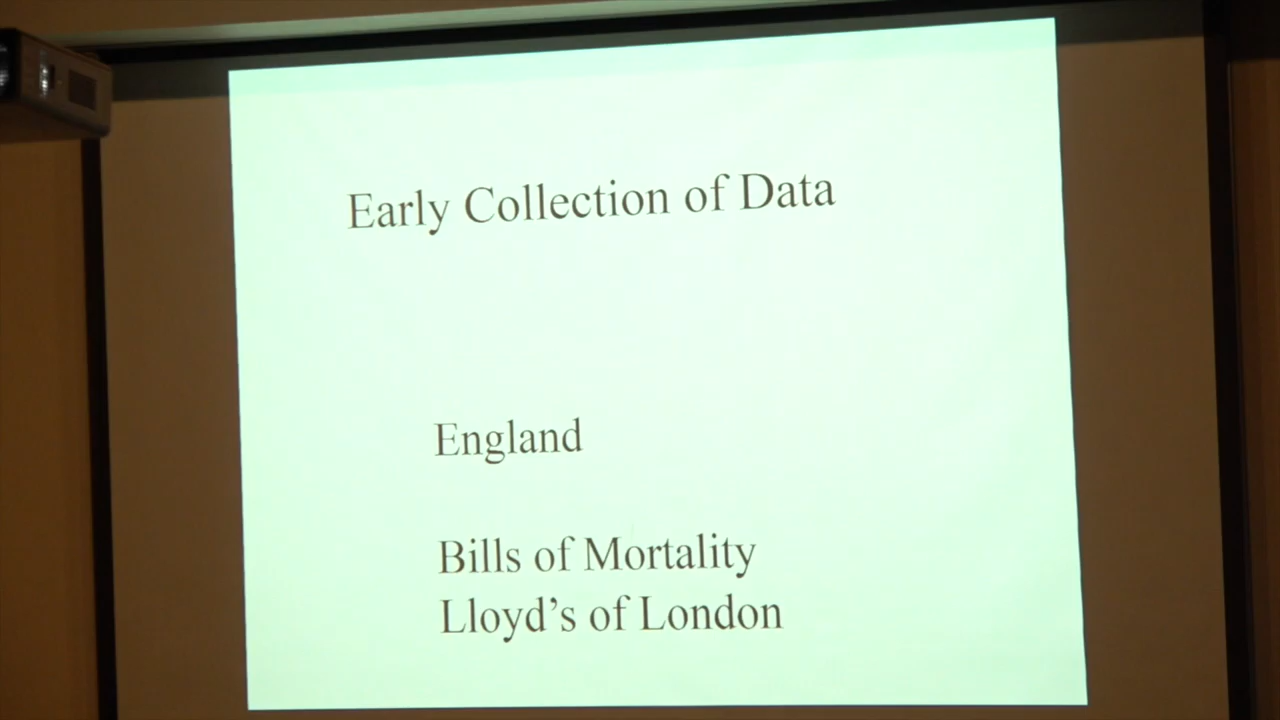 Early Collection of Data
England
Bills of Mortality
Lloyd’s of London